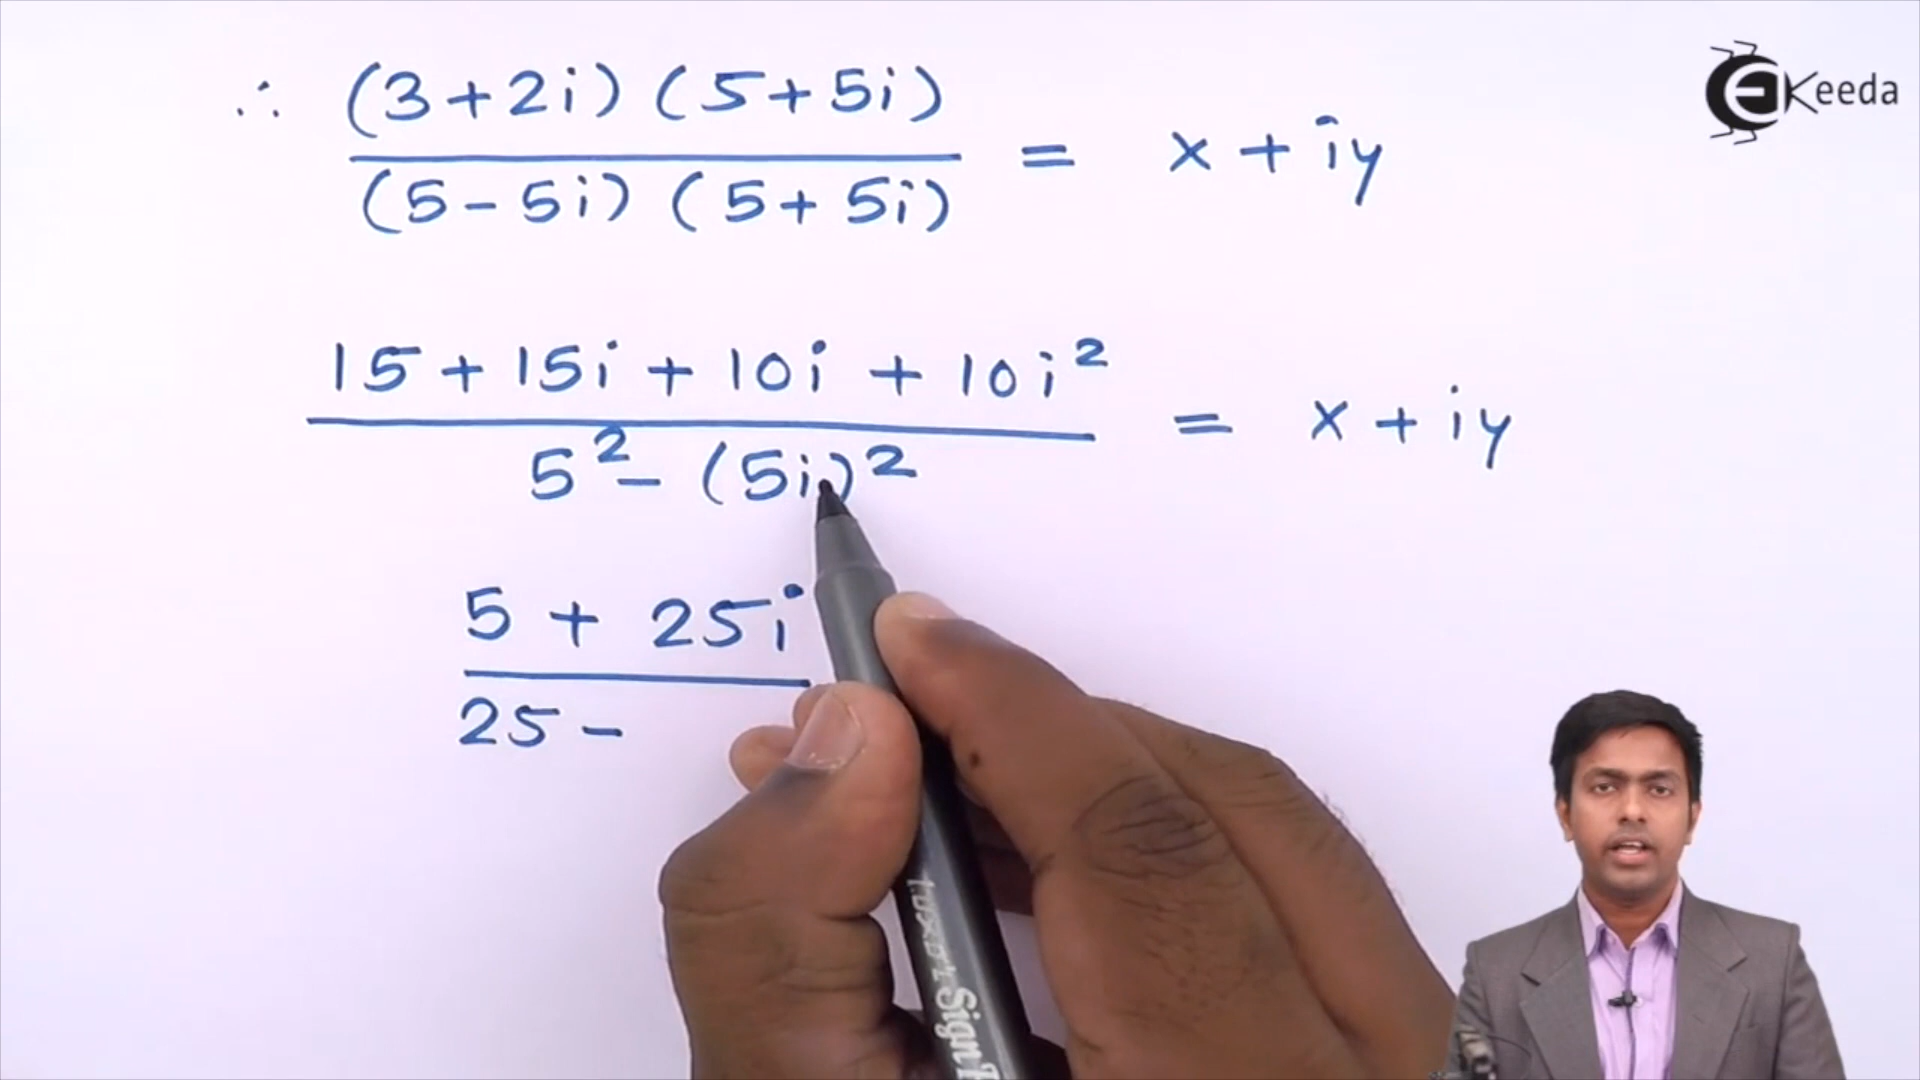 ∴ (3+2i)(5+5i) / (5-5i)(5+5i) = x + iy
15 + 15i + 10i + 10i² / 5² - (5i)² = x + iy
5 + 25i / 25 -
Keeda
Sign